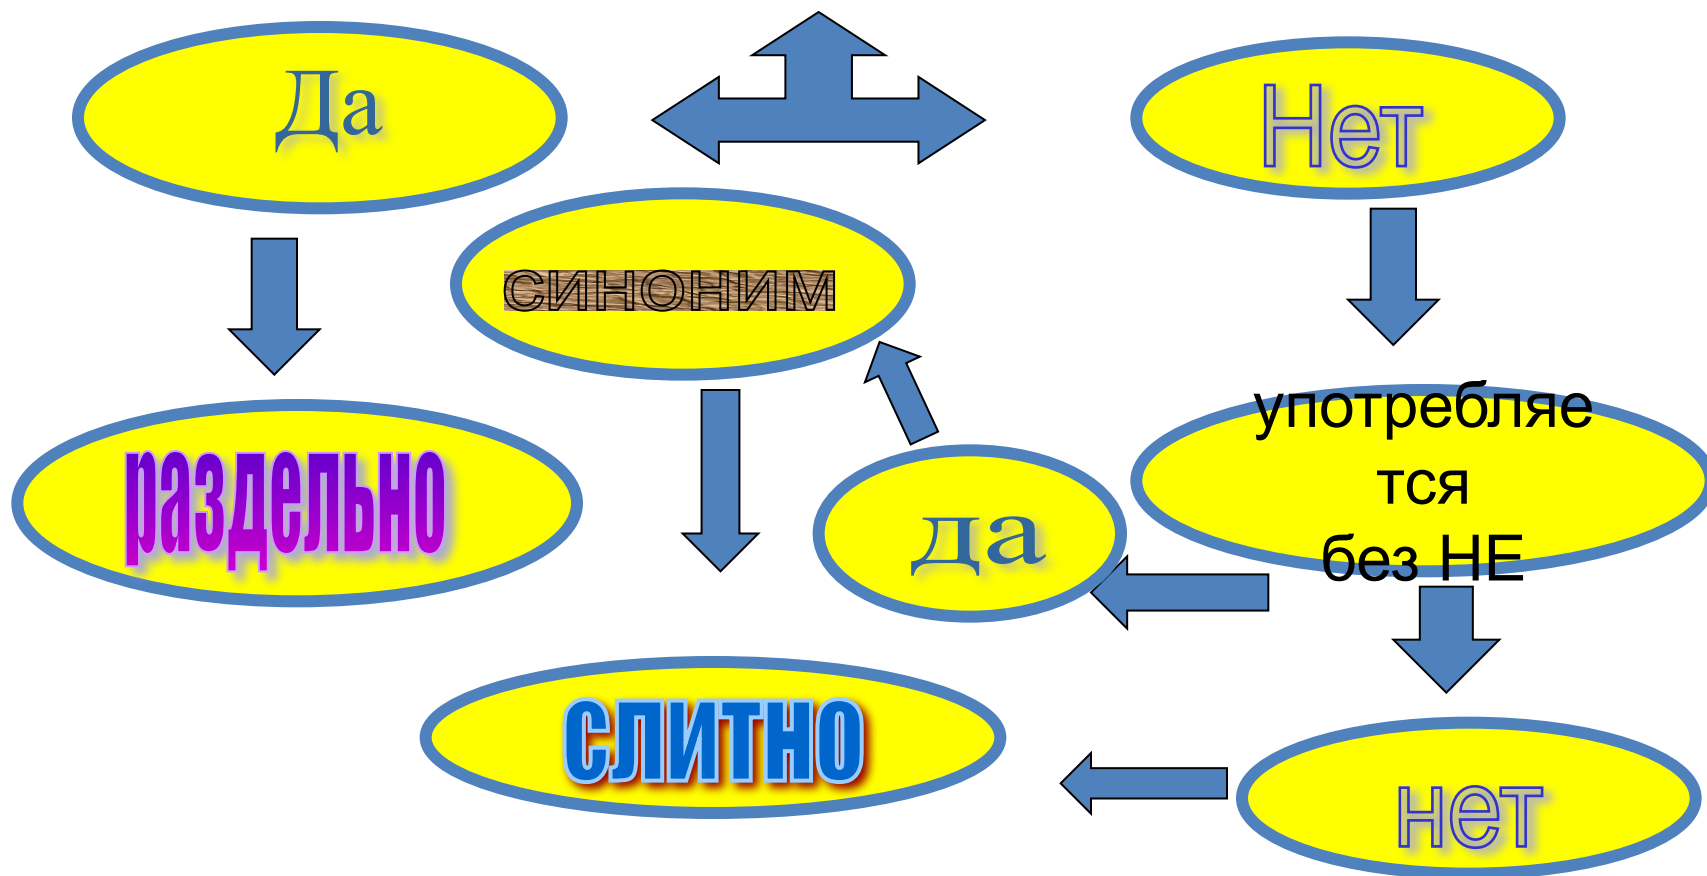 Да
Нет
синоним
употребляе
тся
без НЕ
раздельно
да
слитно
нет